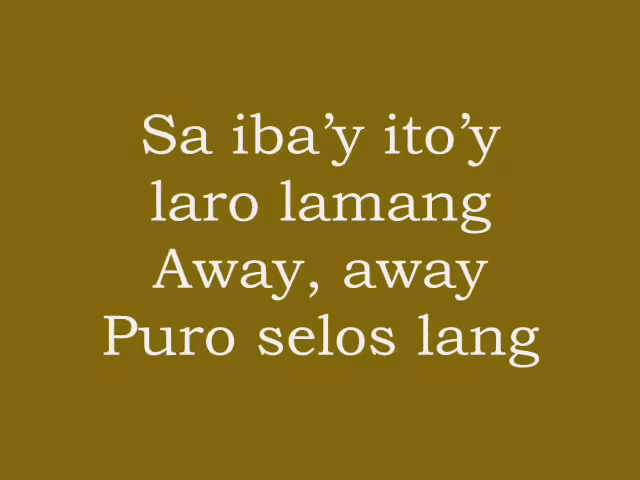 Sa iba’y ito’y
laro lamang
Away, away
Puro selos lang